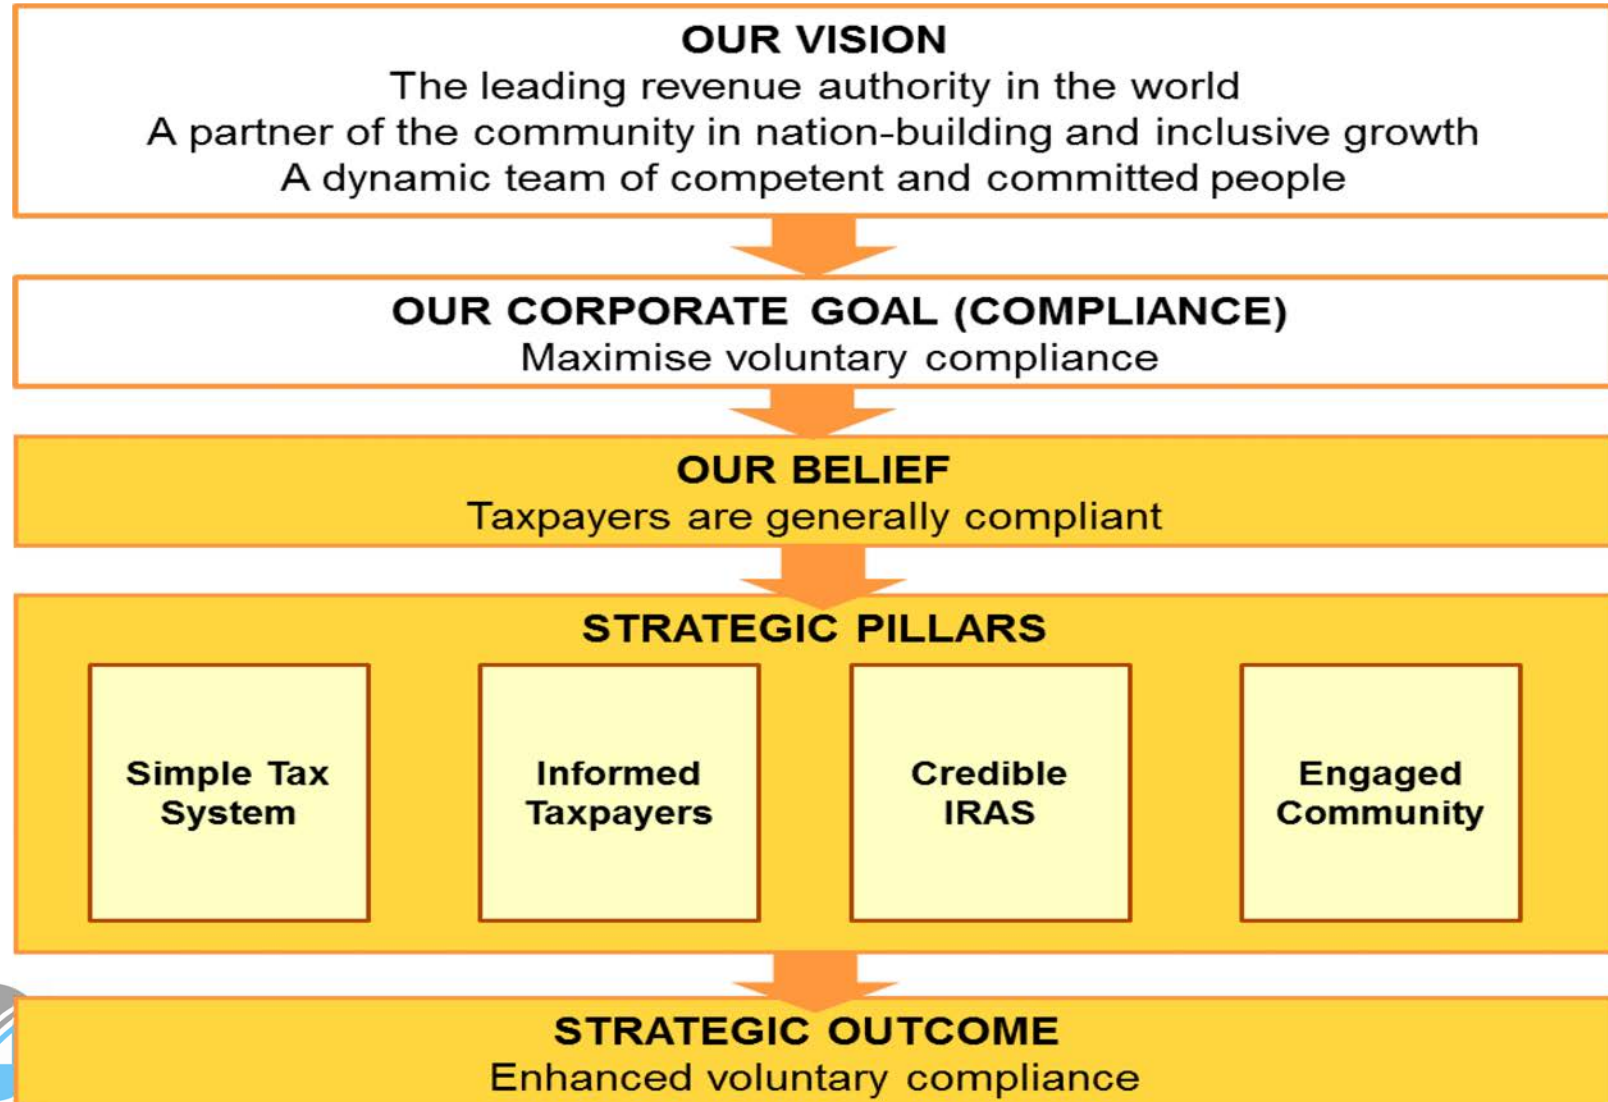 OUR VISION
The leading revenue authority in the world
A partner of the community in nation-building and inclusive growth
A dynamic team of competent and committed people
OUR CORPORATE GOAL (COMPLIANCE)
Maximise voluntary compliance
OUR BELIEF
Taxpayers are generally compliant
STRATEGIC PILLARS
Simple Tax
System
Informed
Taxpayers
Credible
IRAS
Engaged
Community
STRATEGIC OUTCOME
Enhanced voluntary compliance